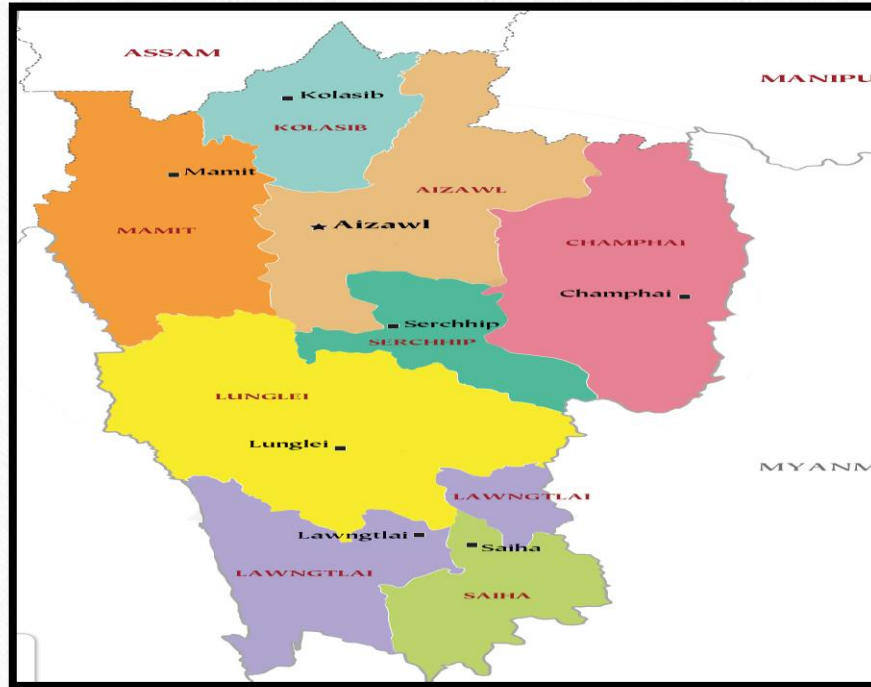 ASSAM
MANIPU
Kolasib
KOLASIB
Mamit
AIZAWL
MAMIT
Aizawl
CHAMPHAI
Champhai
Serchhip
SERCHHIP
LUNGLEI
Lunglei
MYANM
LAWNGTLAI
Lawngtlai
Saiha
LAWNGTLAI
SAIHA